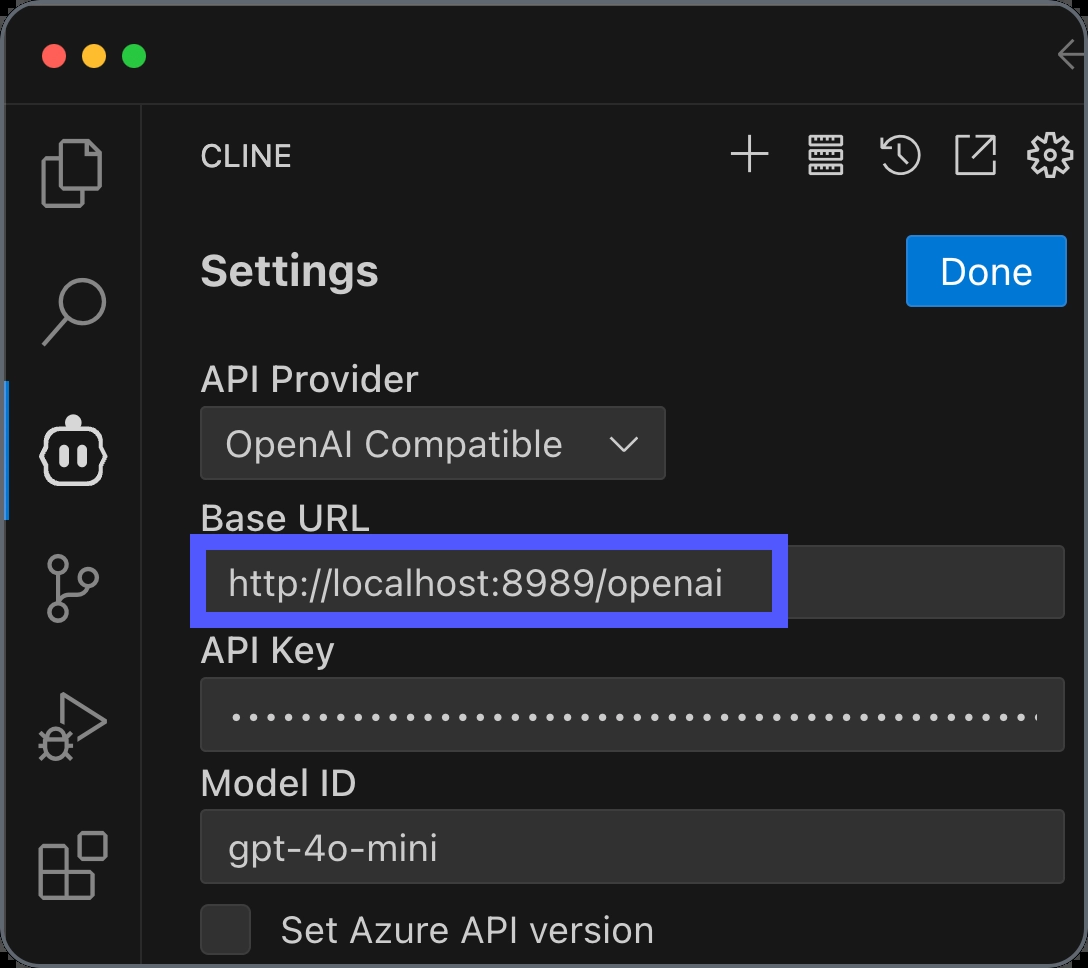 CLINE
Settings
Done
API Provider
OpenAI Compatible
Base URL
http://localhost:8989/openai
API Key
Model ID
gpt-4o-mini
Set Azure API version